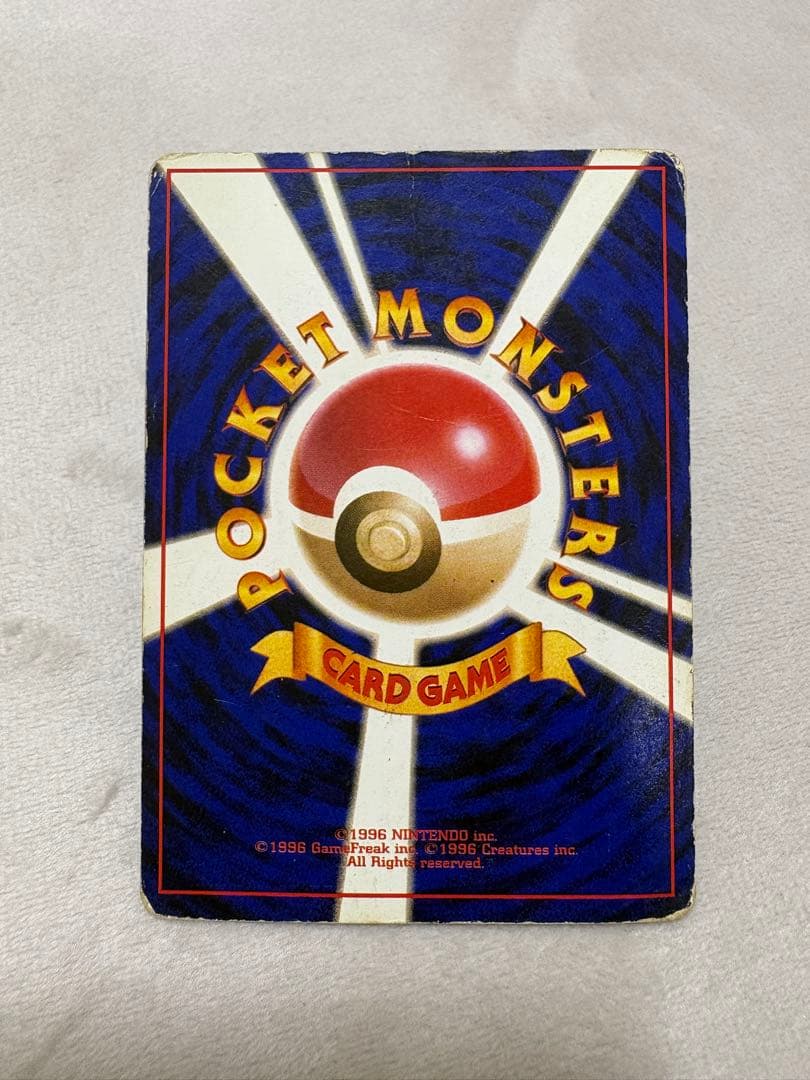 POCKET MONSTERS
CARD GAME
©1996 NINTENDO inc.
©1996 GameFreak inc. ©1996 Creatures inc.
All Rights reserved.